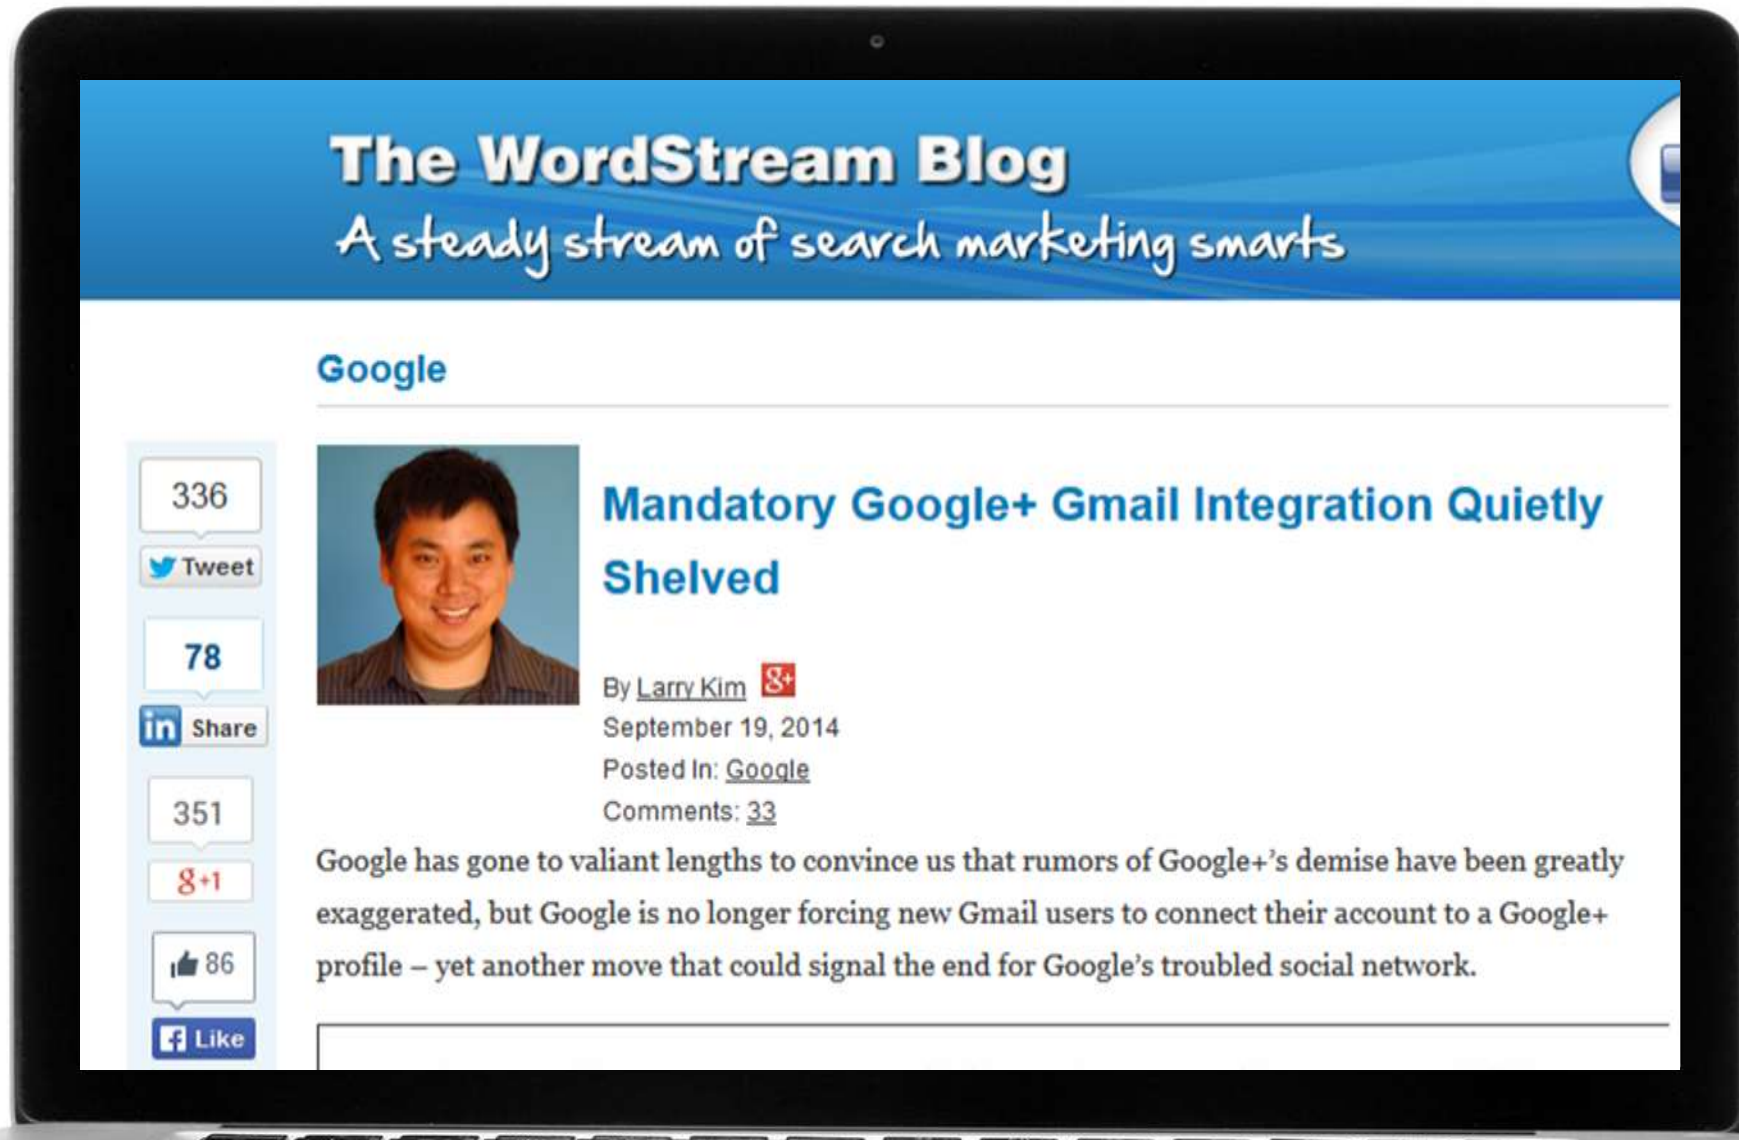 The WordStream Blog
A steady stream of search marketing smarts
Google
336
Tweet
78
in Share
351
g+1
86
f Like
Mandatory Google+ Gmail Integration Quietly
Shelved
By Larry Kim g+
September 19, 2014
Posted In: Google
Comments: 33
Google has gone to valiant lengths to convince us that rumors of Google+’s demise have been greatly
exaggerated, but Google is no longer forcing new Gmail users to connect their account to a Google+
profile – yet another move that could signal the end for Google’s troubled social network.